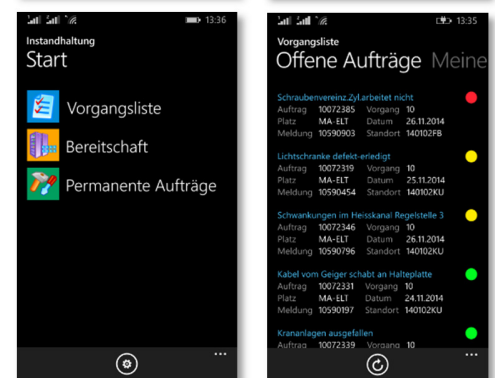 13:36
Instandhaltung
Start
Vorgangsliste
Bereitschaft
Permanente Aufträge
13:35
Vorgangsliste
Offene Aufträge Meine
Schraubenvereinz.Zyl.arbeitet nicht
Auftrag 10072385 Vorgang 10
Platz MA-ELT Datum 26.11.2014
Meldung 10590903 Standort 140102FB
Lichtschranke defekt-erledigt
Auftrag 10072319 Vorgang 10
Platz MA-ELT Datum 25.11.2014
Meldung 10590454 Standort 140102KU
Schwankungen im Heisskanal Regelstelle 3
Auftrag 10072346 Vorgang 10
Platz MA-ELT Datum 26.11.2014
Meldung 10590796 Standort 140102KU
Kabel vom Geiger schabt an Halteplatte
Auftrag 10072331 Vorgang 10
Platz MA-ELT Datum 24.11.2014
Meldung 10590197 Standort 140102KU
Krananlagen ausgefallen
Auftrag 10072339 Vorgang 10